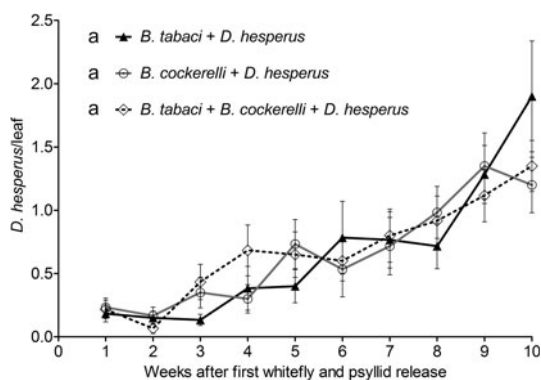 2.5
2.0
1.5
1.0
0.5
0.0
D. hesperus/leaf
a B. tabaci + D. hesperus
a B. cockerelli + D. hesperus
a B. tabaci + B. cockerelli + D. hesperus
0 1 2 3 4 5 6 7 8 9 10
Weeks after first whitefly and psyllid release